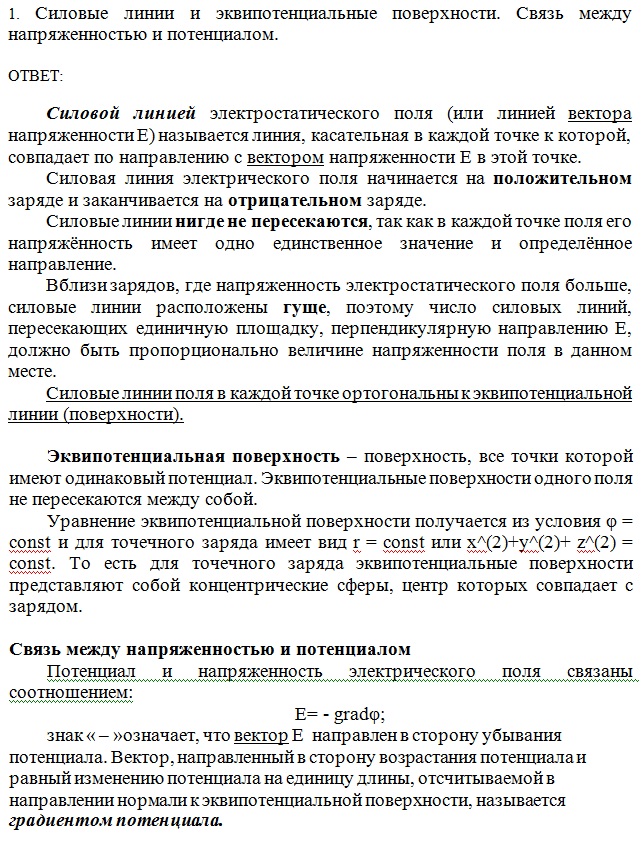 1. Силовые линии и эквипотенциальные поверхности. Связь между
напряженностью и потенциалом.
ОТВЕТ:
Силовой линией электростатического поля (или линией вектора
напряженности E) называется линия, касательная в каждой точке к которой,
совпадает по направлению с вектором напряженности E в этой точке.
Силовая линия электрического поля начинается на положительном
заряде и заканчивается на отрицательном заряде.
Силовые линии нигде не пересекаются, так как в каждой точке поля его
напряжённость имеет одно единственное значение и определённое
направление.
Вблизи зарядов, где напряженность электростатического поля больше,
силовые линии расположены гуще, поэтому число силовых линий,
пересекающих единичную площадку, перпендикулярную направлению E,
должно быть пропорционально величине напряженности поля в данном
месте.
Силовые линии поля в каждой точке ортогональны к эквипотенциальной
линии (поверхности).
Эквипотенциальная поверхность – поверхность, все точки которой
имеют одинаковый потенциал. Эквипотенциальные поверхности одного поля
не пересекаются между собой.
Уравнение эквипотенциальной поверхности получается из условия φ =
const и для точечного заряда имеет вид r = const или x^(2)+y^(2)+ z^(2) =
const. То есть для точечного заряда эквипотенциальные поверхности
представляют собой концентрические сферы, центр которых совпадает с
зарядом.
Связь между напряженностью и потенциалом
Потенциал и напряженность электрического поля связаны
соотношением:
E= - gradφ;
знак « – »означает, что вектор E направлен в сторону убывания
потенциала. Вектор, направленный в сторону возрастания потенциала и
равный изменению потенциала на единицу длины, отсчитываемой в
направлении нормали к эквипотенциальной поверхности, называется
градиентом потенциала.